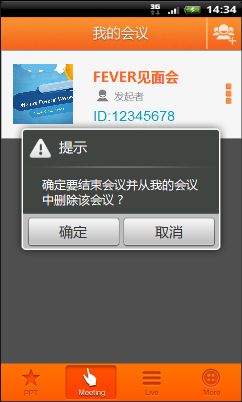 3G 14:34
我的会议
FEVER见面会
发起者
ID:12345678
提示
确定要结束会议并从我的会议
中删除该会议？
确定 取消
PPT Meeting Live More